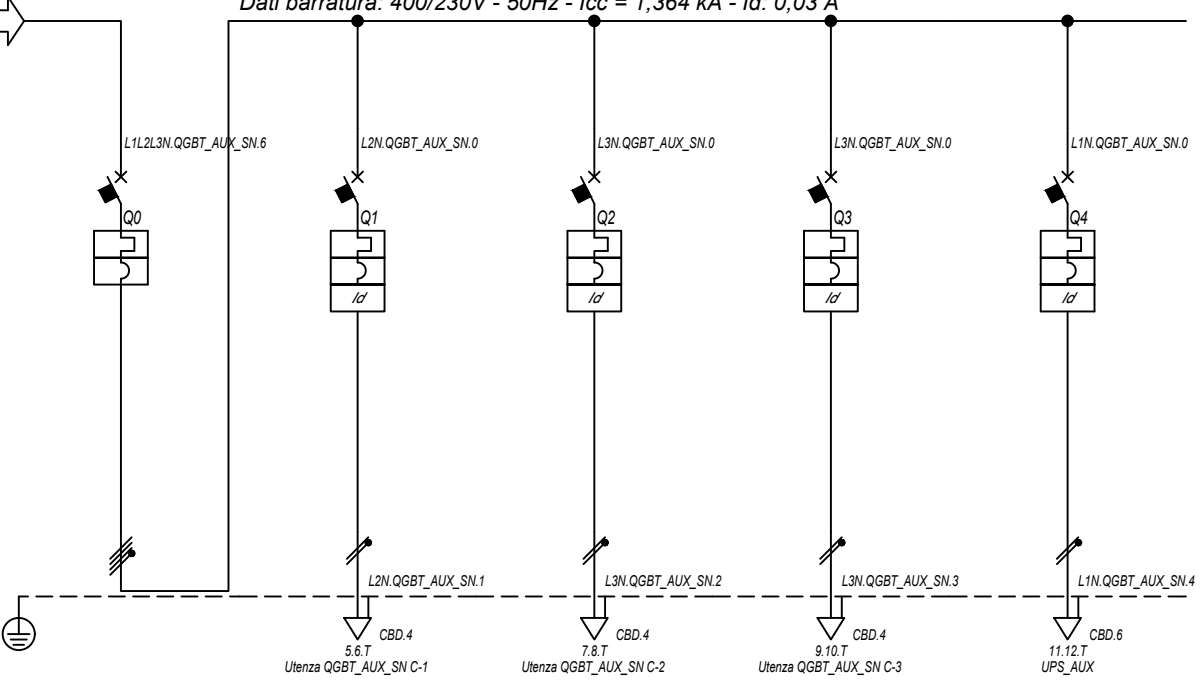 Dati barratura: 400/230V - 50Hz - Icc = 1,364 kA - Id: 0,03 A
L1L2L3N.QGBT_AUX_SN.6
L2N.QGBT_AUX_SN.0
L3N.QGBT_AUX_SN.0
L3N.QGBT_AUX_SN.0
L1N.QGBT_AUX_SN.0
Q0
Q1
Q2
Q3
Q4
Id
Id
Id
Id
L2N.QGBT_AUX_SN.1
L3N.QGBT_AUX_SN.2
L3N.QGBT_AUX_SN.3
L1N.QGBT_AUX_SN.4
CBD.4
CBD.4
CBD.4
CBD.6
5.6.T
7.8.T
9.10.T
11.12.T
Utenza QGBT_AUX_SN C-1
Utenza QGBT_AUX_SN C-2
Utenza QGBT_AUX_SN C-3
UPS_AUX